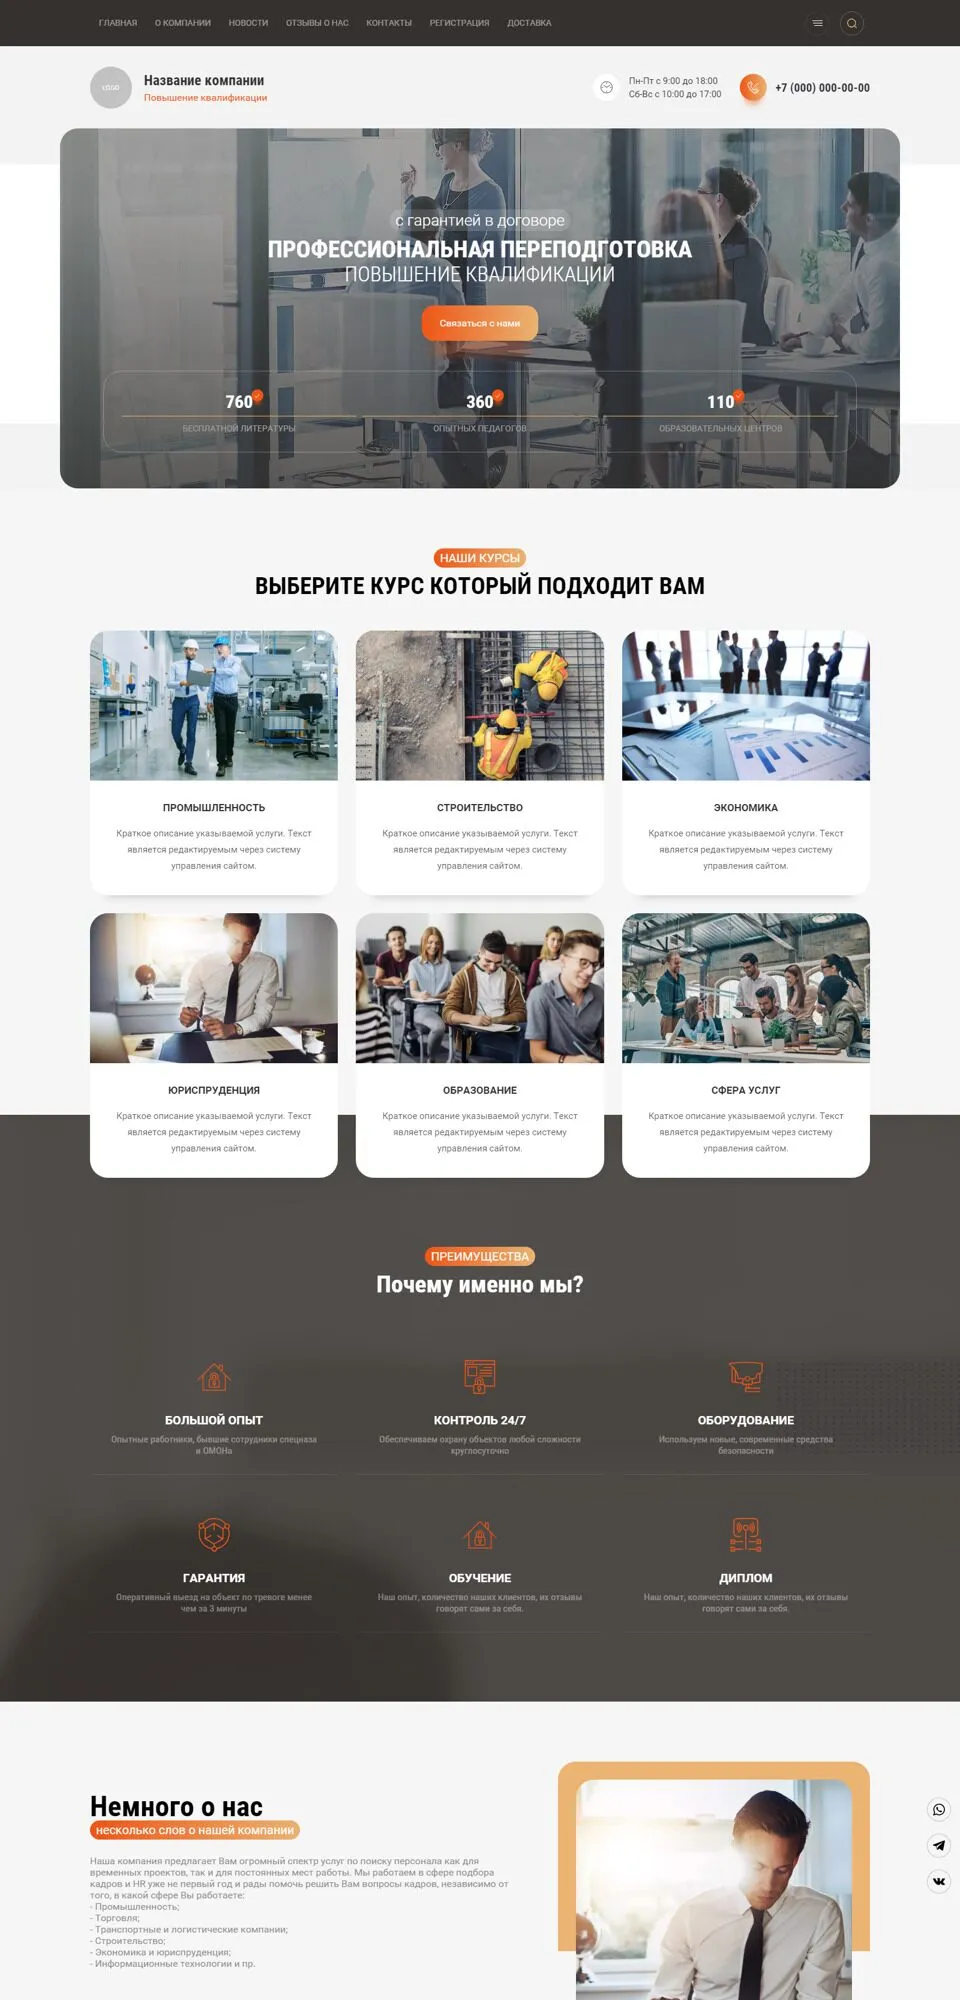 ГЛАВНАЯ О КОМПАНИИ НОВОСТИ ОТЗЫВЫ О НАС КОНТАКТЫ РЕГИСТРАЦИЯ ДОСТАВКА
LOGO
Название компании
Повышение квалификации
Пн-Пт с 9:00 до 18:00
Сб-Вс с 10:00 до 17:00
+7 (000) 000-00-00
с гарантией в договоре
ПРОФЕССИОНАЛЬНАЯ ПЕРЕПОДГОТОВКА
ПОВЫШЕНИЕ КВАЛИФИКАЦИИ
Связаться с нами
760 360 110
БЕСПЛАТНОЙ ЛИТЕРАТУРЫ ОПЫТНЫХ ПЕДАГОГОВ ОБРАЗОВАТЕЛЬНЫХ ЦЕНТРОВ
НАШИ КУРСЫ
ВЫБЕРИТЕ КУРС КОТОРЫЙ ПОДХОДИТ ВАМ
ПРОМЫШЛЕННОСТЬ
Краткое описание указываемой услуги. Текст
является редактируемым через систему
управления сайтом.
СТРОИТЕЛЬСТВО
Краткое описание указываемой услуги. Текст
является редактируемым через систему
управления сайтом.
ЭКОНОМИКА
Краткое описание указываемой услуги. Текст
является редактируемым через систему
управления сайтом.
ЮРИСПРУДЕНЦИЯ
Краткое описание указываемой услуги. Текст
является редактируемым через систему
управления сайтом.
ОБРАЗОВАНИЕ
Краткое описание указываемой услуги. Текст
является редактируемым через систему
управления сайтом.
СФЕРА УСЛУГ
Краткое описание указываемой услуги. Текст
является редактируемым через систему
управления сайтом.
ПРЕИМУЩЕСТВА
Почему именно мы?
БОЛЬШОЙ ОПЫТ
Опытные работники, бывшие сотрудники спецназа
и ОМОНа
КОНТРОЛЬ 24/7
Обеспечиваем охрану объектов любой сложности
круглосуточно
ОБОРУДОВАНИЕ
Используем новые, современные средства
безопасности
ГАРАНТИЯ
Оперативный выезд на объект по тревоге менее
чем за 3 минуты
ОБУЧЕНИЕ
Наш опыт, количество наших клиентов, их отзывы
говорят сами за себя.
ДИПЛОМ
Наш опыт, количество наших клиентов, их отзывы
говорят сами за себя.
Немного о нас
несколько слов о нашей компании
Наша компания предлагает Вам огромный спектр услуг по поиску персонала как для
временных проектов, так и для постоянных мест работы. Мы работаем в сфере подбора
кадров и HR уже не первый год и рады помочь решить Вам вопросы кадров, независимо от
того, в какой сфере Вы работаете:
- Промышленность;
- Торговля;
- Транспортные и логистические компании;
- Строительство;
- Экономика и юриспруденция;
- Информационные технологии и пр.